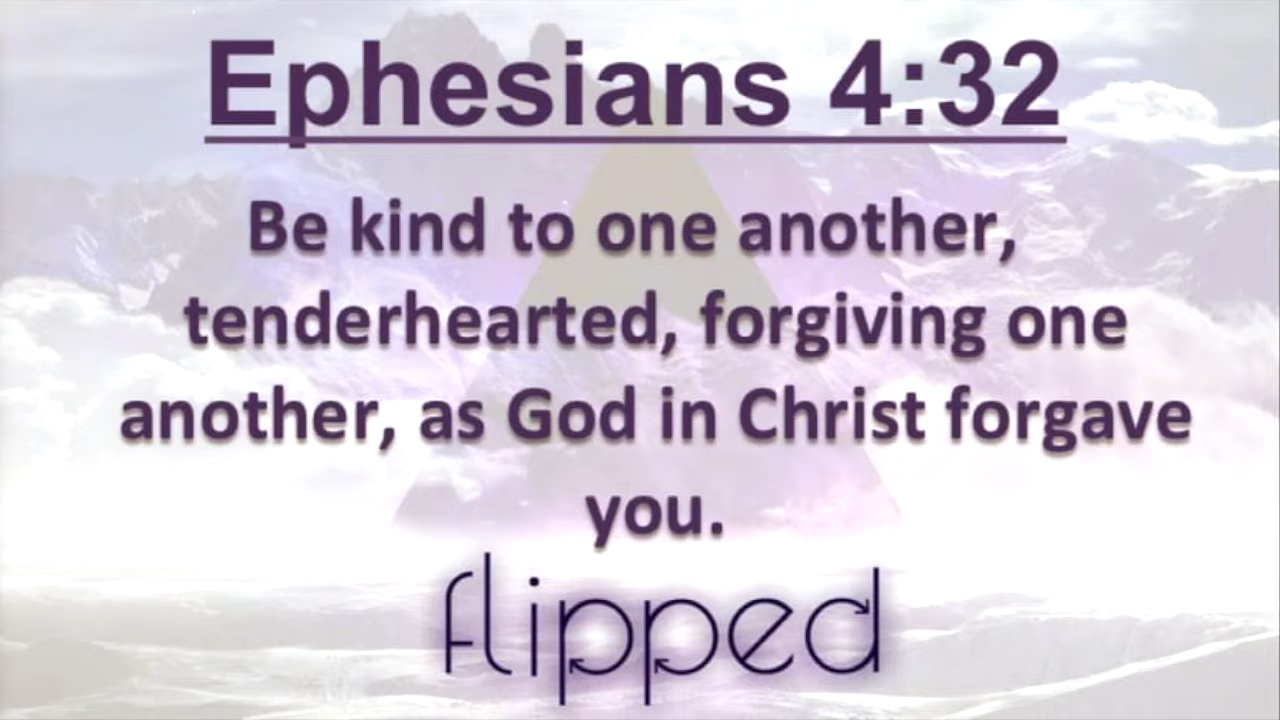 Ephesians 4:32
Be kind to one another,
tenderhearted, forgiving one
another, as God in Christ forgave
you.
flipped